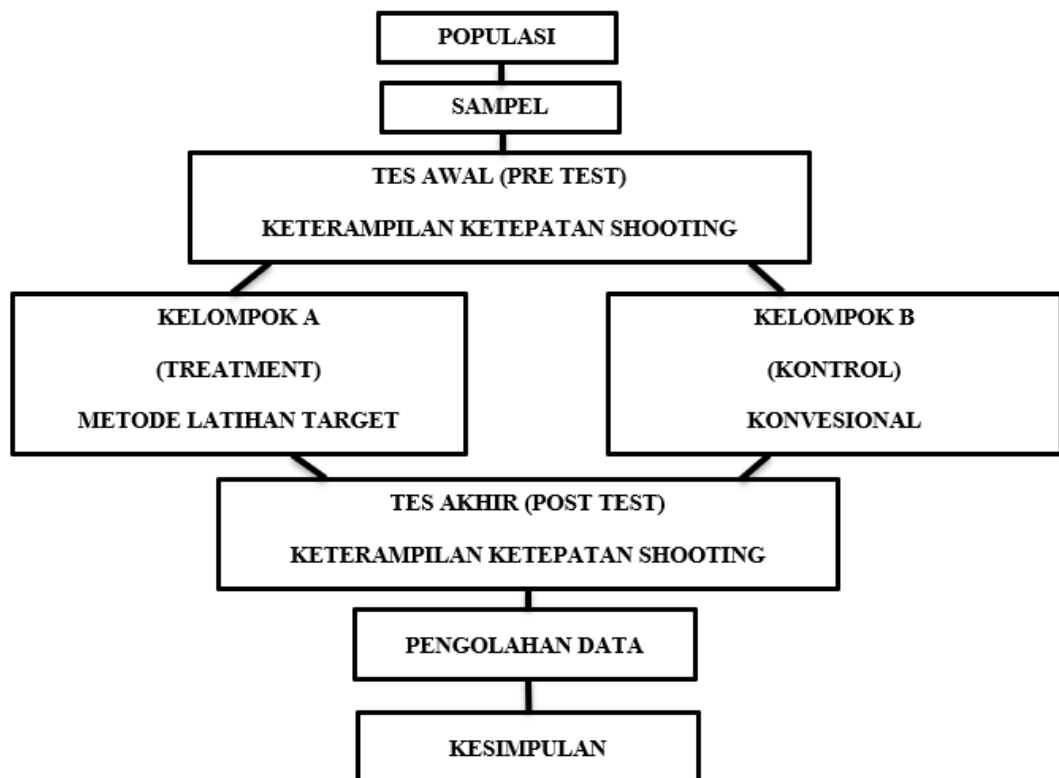 POPULASI
SAMPEL
TES AWAL (PRE TEST)
KETERAMPILAN KETEPATAN SHOOTING
KELOMPOK A
(TREATMENT)
METODE LATIHAN TARGET
KELOMPOK B
(KONTROL)
KONVESIONAL
TES AKHIR (POST TEST)
KETERAMPILAN KETEPATAN SHOOTING
PENGOLAHAN DATA
KESIMPULAN